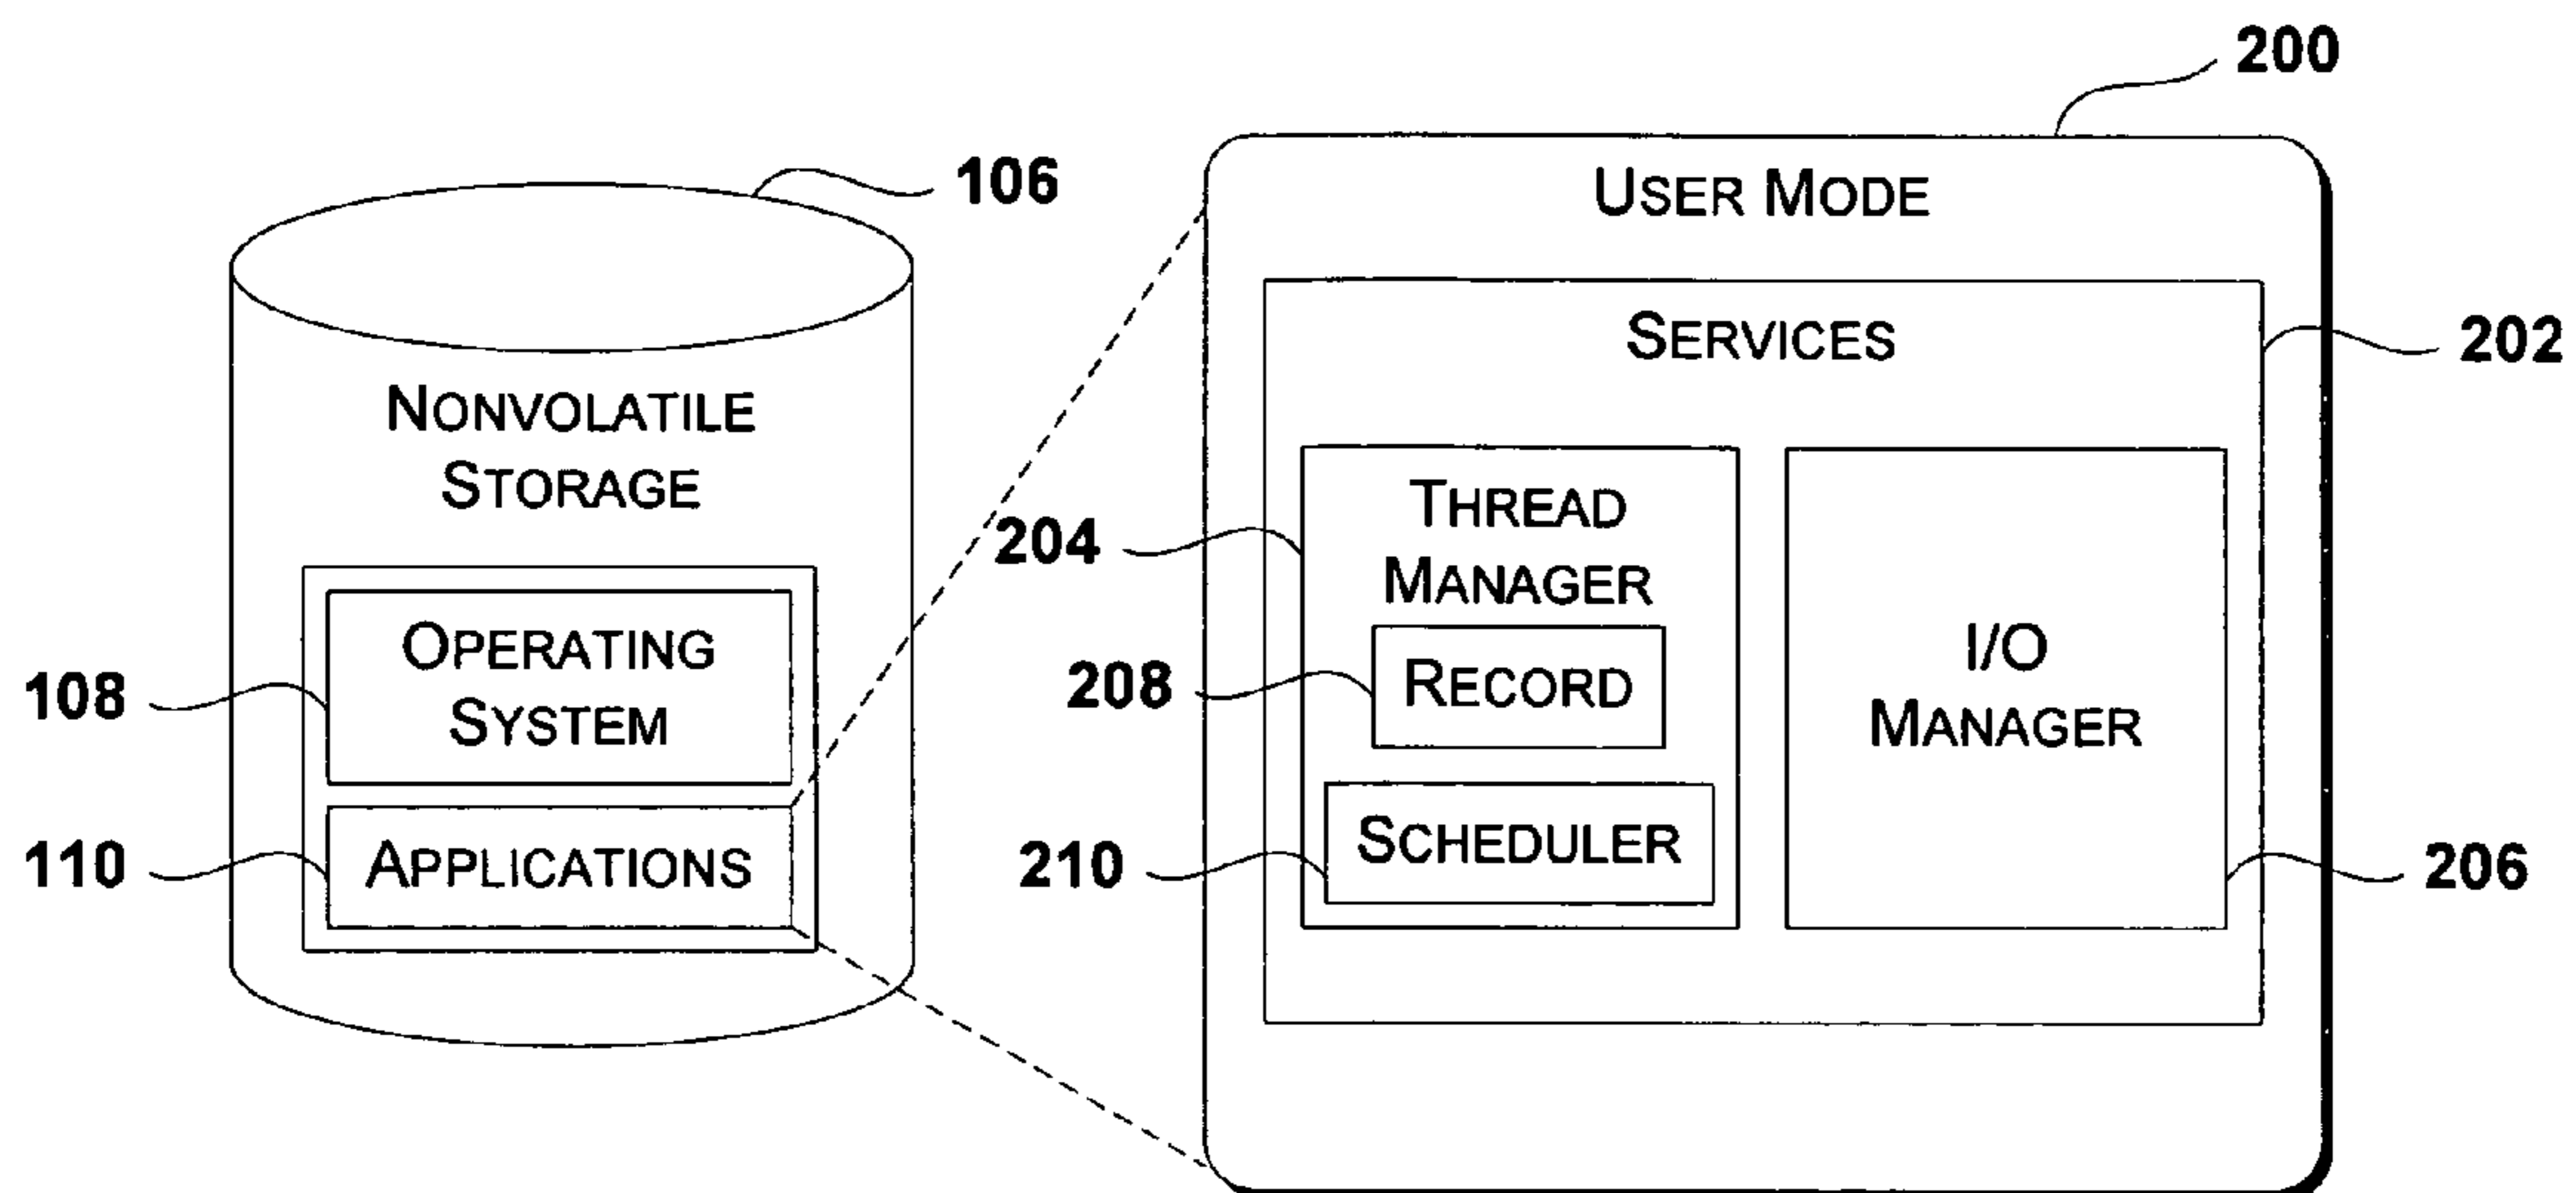 200
106
USER MODE
SERVICES
202
NONVOLATILE
STORAGE
THREAD
MANAGER
204
OPERATING
SYSTEM
108
RECORD
208
I/O
MANAGER
APPLICATIONS
110
SCHEDULER
210
206